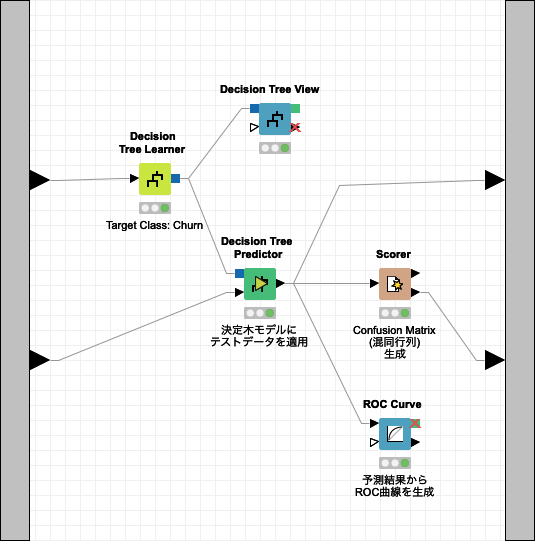 Decision Tree View
Decision
Tree Learner
Target Class: Churn
Decision Tree
Predictor
決定木モデルに
テストデータを適用
Scorer
Confusion Matrix
(混同行列)
生成
ROC Curve
予測結果から
ROC曲線を生成